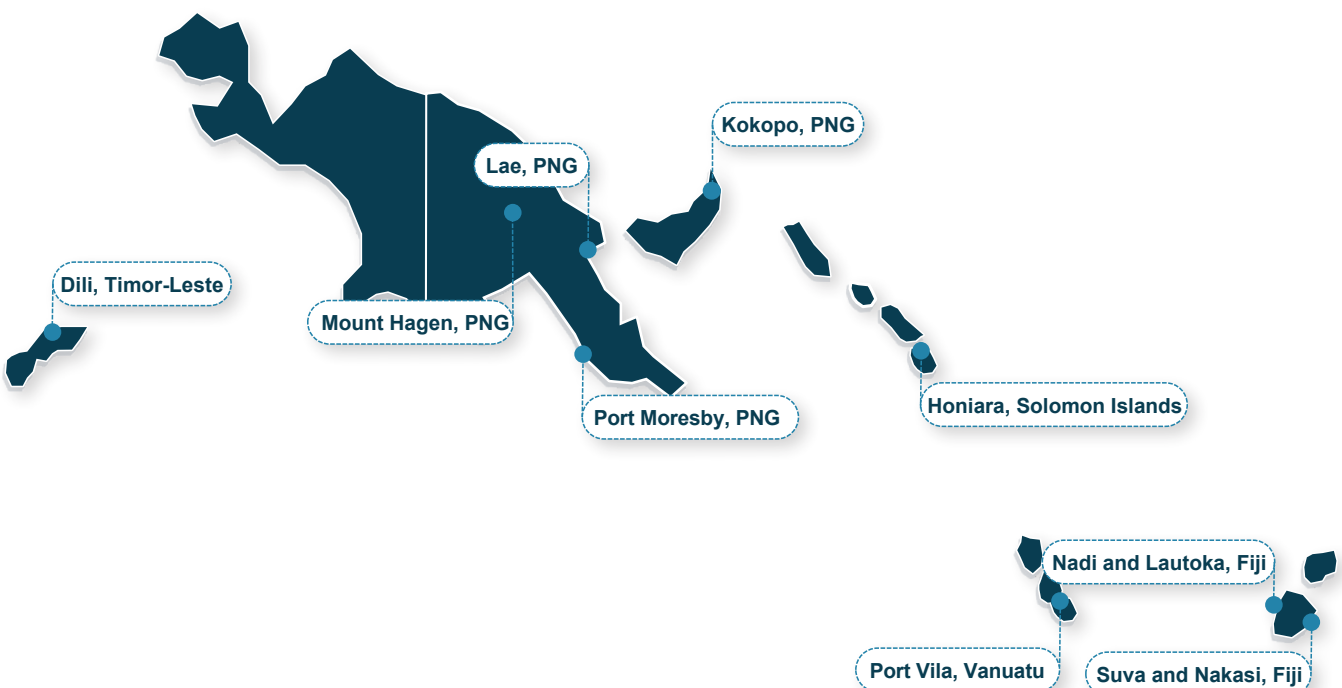 Kokopo, PNG
Lae, PNG
Dili, Timor-Leste
Mount Hagen, PNG
Honiara, Solomon Islands
Port Moresby, PNG
Nadi and Lautoka, Fiji
Port Vila, Vanuatu
Suva and Nakasi, Fiji